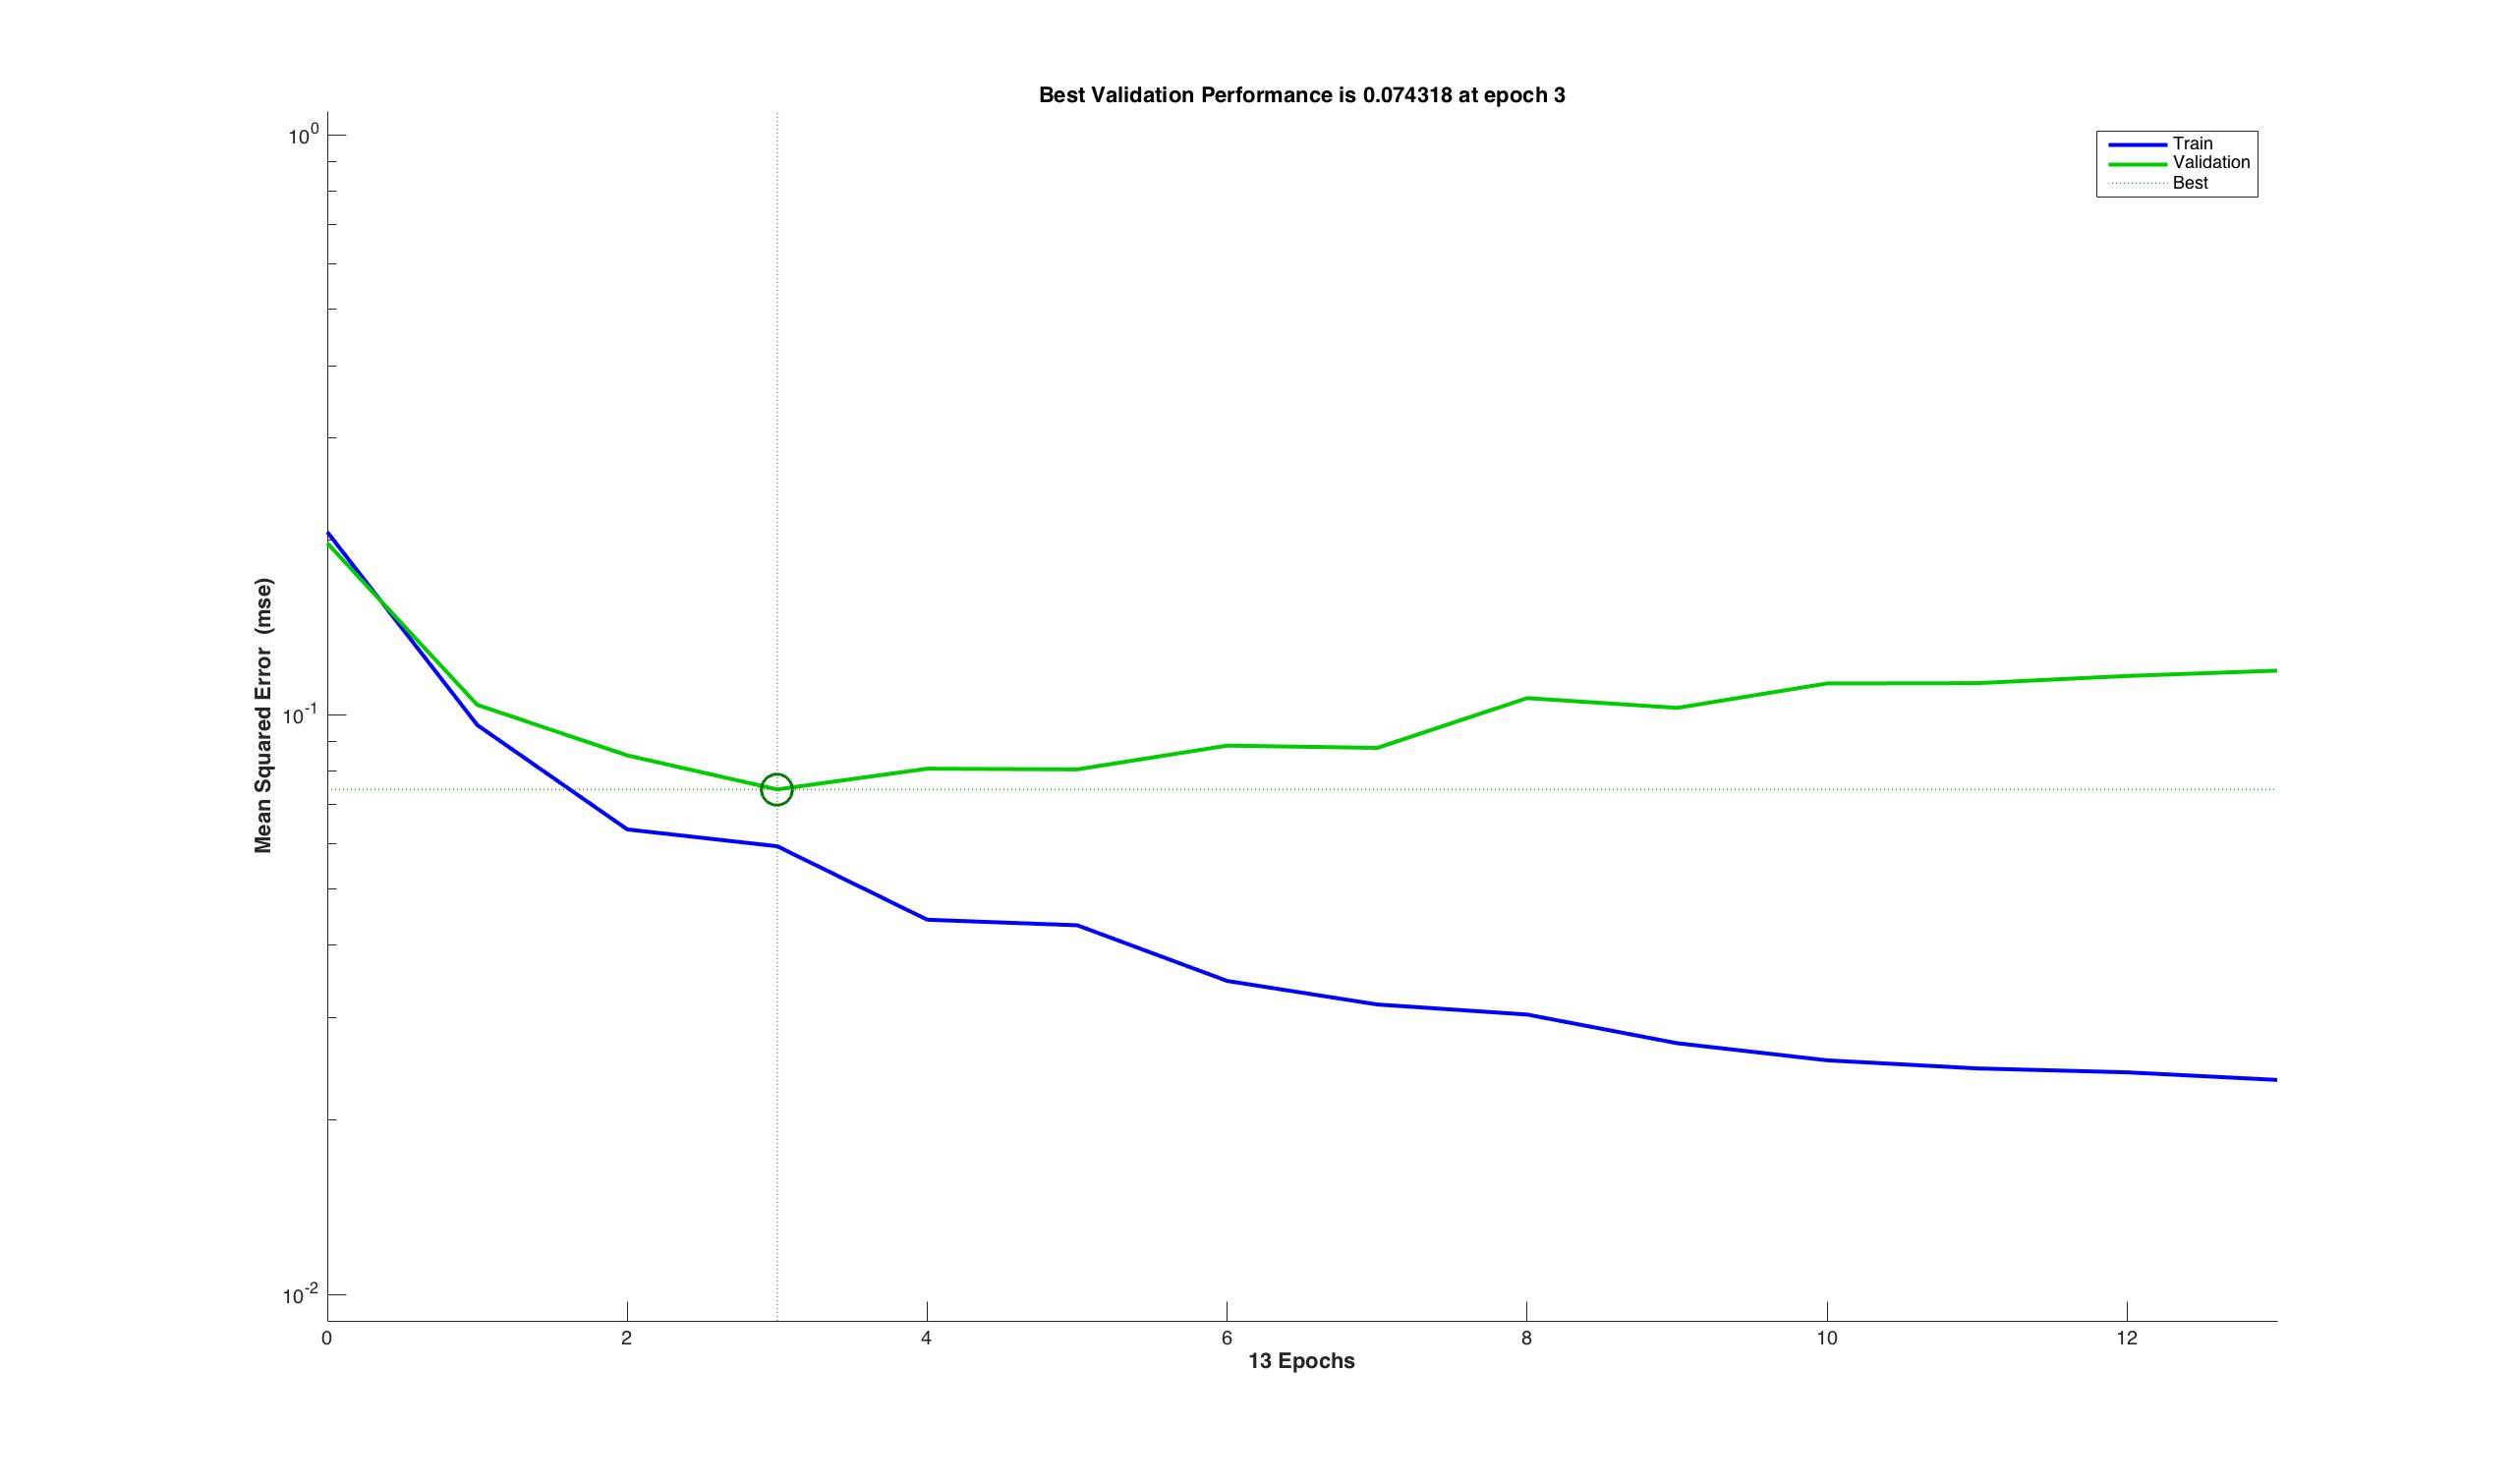 Best Validation Performance is 0.074318 at epoch 3
Train
Validation
Best
Mean Squared Error (mse)
10^0
10^-1
10^-2
0 2 4 6 8 10 12
13 Epochs